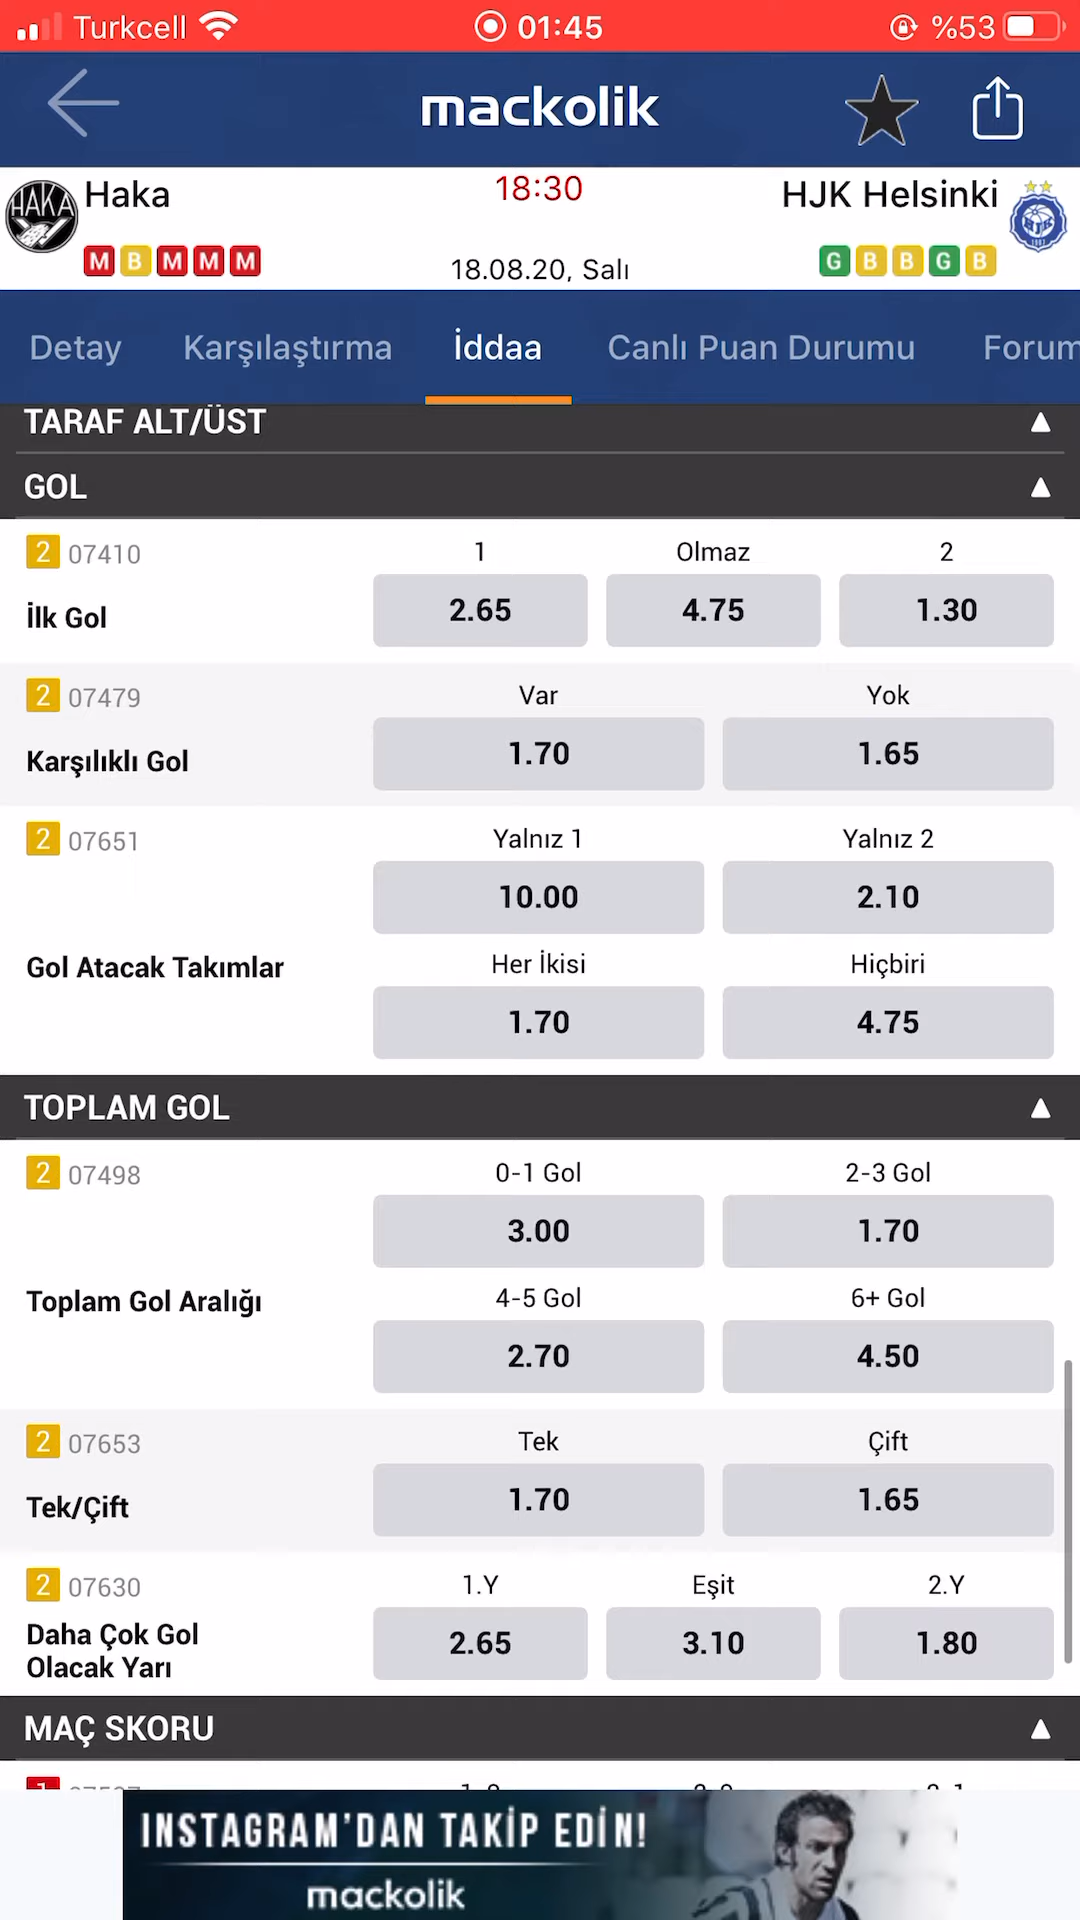 Turkcell 01:45 %53
mackolik
HAKA Haka 18:30 HJK Helsinki
M B M M M 18.08.20, Salı G B B G B
Detay Karşılaştırma İddaa Canlı Puan Durumu Forum
TARAF ALT/ÜST
GOL
2 07410 1 Olmaz 2
İlk Gol 2.65 4.75 1.30
2 07479 Var Yok
Karşılıklı Gol 1.70 1.65
2 07651 Yalnız 1 Yalnız 2
10.00 2.10
Gol Atacak Takımlar Her İkisi Hiçbiri
1.70 4.75
TOPLAM GOL
2 07498 0-1 Gol 2-3 Gol
3.00 1.70
Toplam Gol Aralığı 4-5 Gol 6+ Gol
2.70 4.50
2 07653 Tek Çift
Tek/Çift 1.70 1.65
2 07630 1.Y Eşit 2.Y
Daha Çok Gol
Olacak Yarı 2.65 3.10 1.80
MAÇ SKORU
INSTAGRAM'DAN TAKİP EDİN!
mackolik